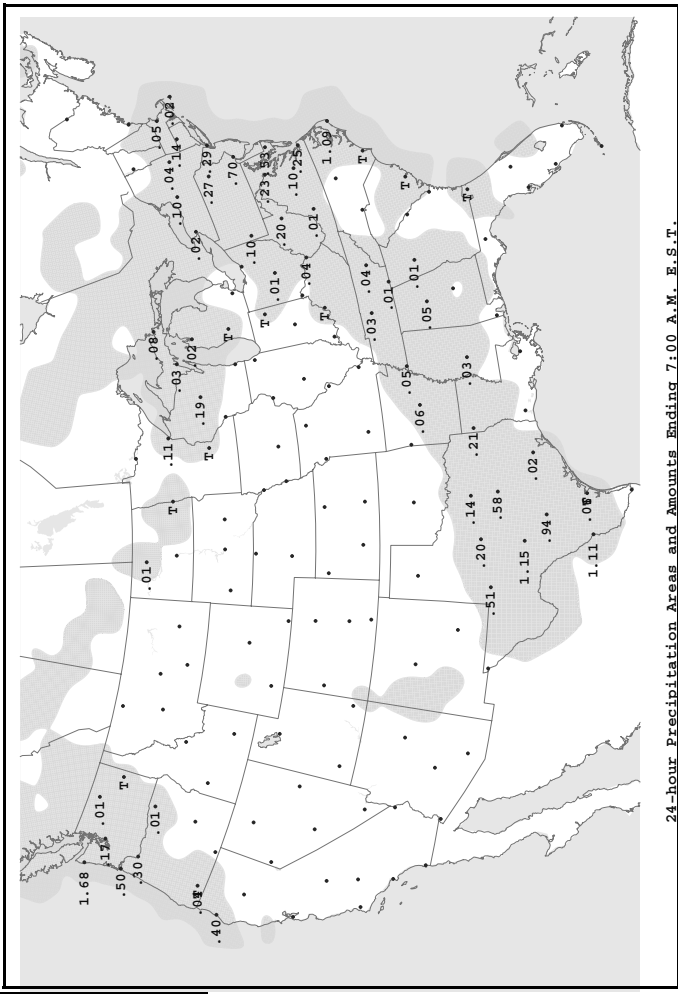 1.68
.17 .01
.50 T
.30 .01
.01 .08 .05
.11 .04 .02
T .03 .10 .14
.02 .02
.19 .29
T .27
.40 T .70
.10
T .23 .53
.01 .20
.10 .25
.04 .01
T 1.09
T
.03 .04
.01
.05 T
.06 .01
.05
.03 T
.14 .21
.20
.51 .58
1.15 .02
.94
1.11
24-hour Precipitation Areas and Amounts Ending 7:00 A.M. E.S.T.